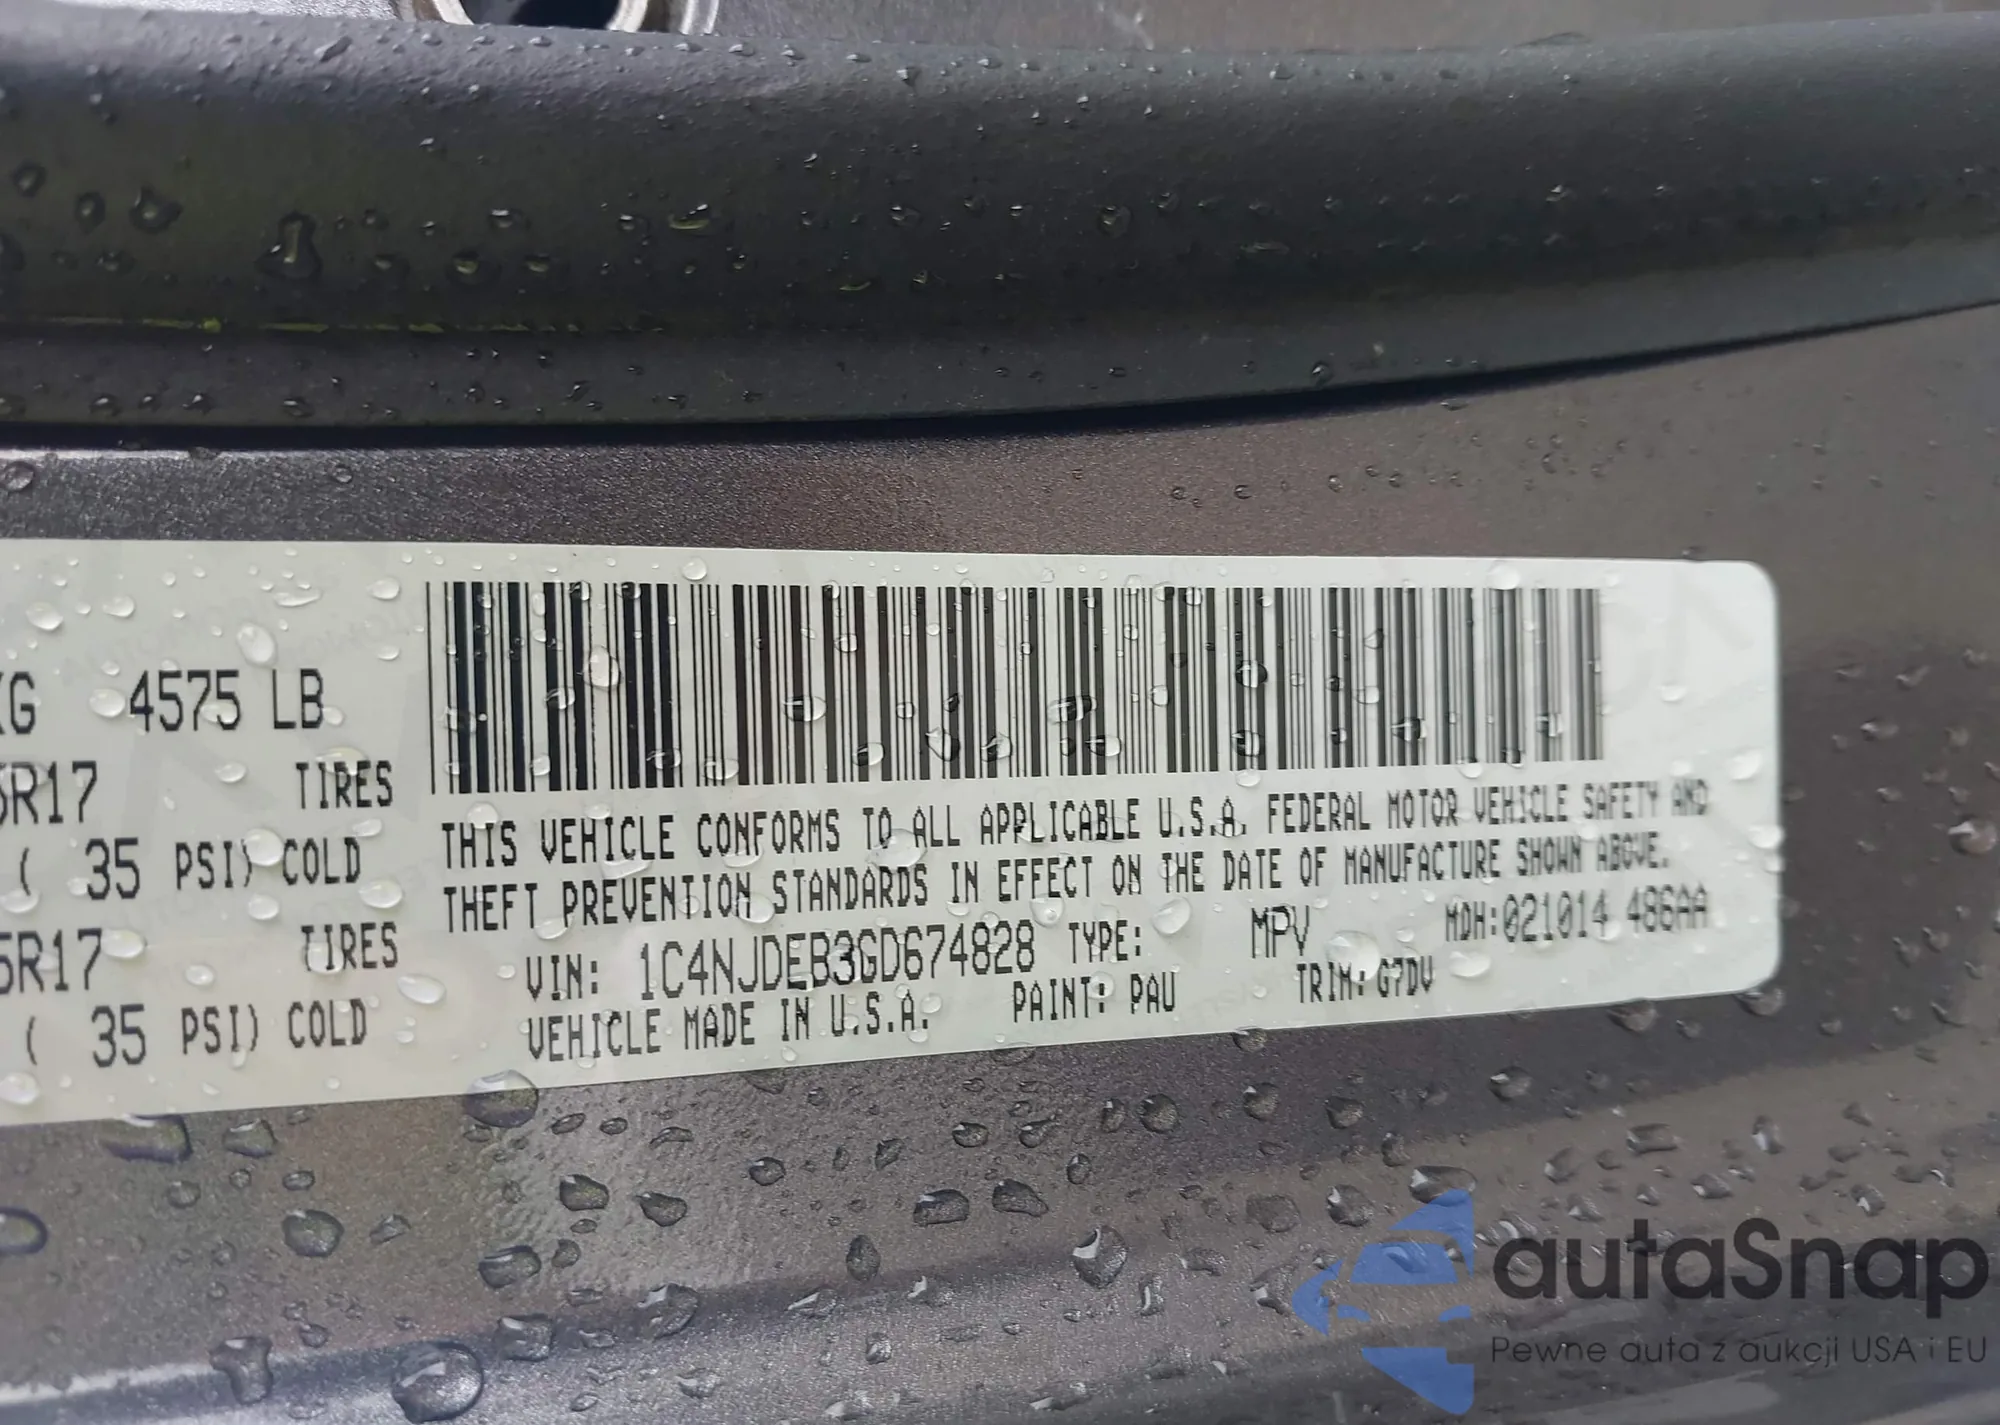 KG 4575 LB
5R17 TIRES
( 35 PSI) COLD
5R17 TIRES
( 35 PSI) COLD
THIS VEHICLE CONFORMS TO ALL APPLICABLE U.S.A. FEDERAL MOTOR VEHICLE SAFETY AND
THEFT PREVENTION STANDARDS IN EFFECT ON THE DATE OF MANUFACTURE SHOWN ABOVE.
VIN: 1C4NJDEB3GD674828 TYPE: MPV MDH:021014 486AA
VEHICLE MADE IN U.S.A. PAINT: PAU TRIM: G7DV
autaSnap
Pewne auta z aukcji USA i EU